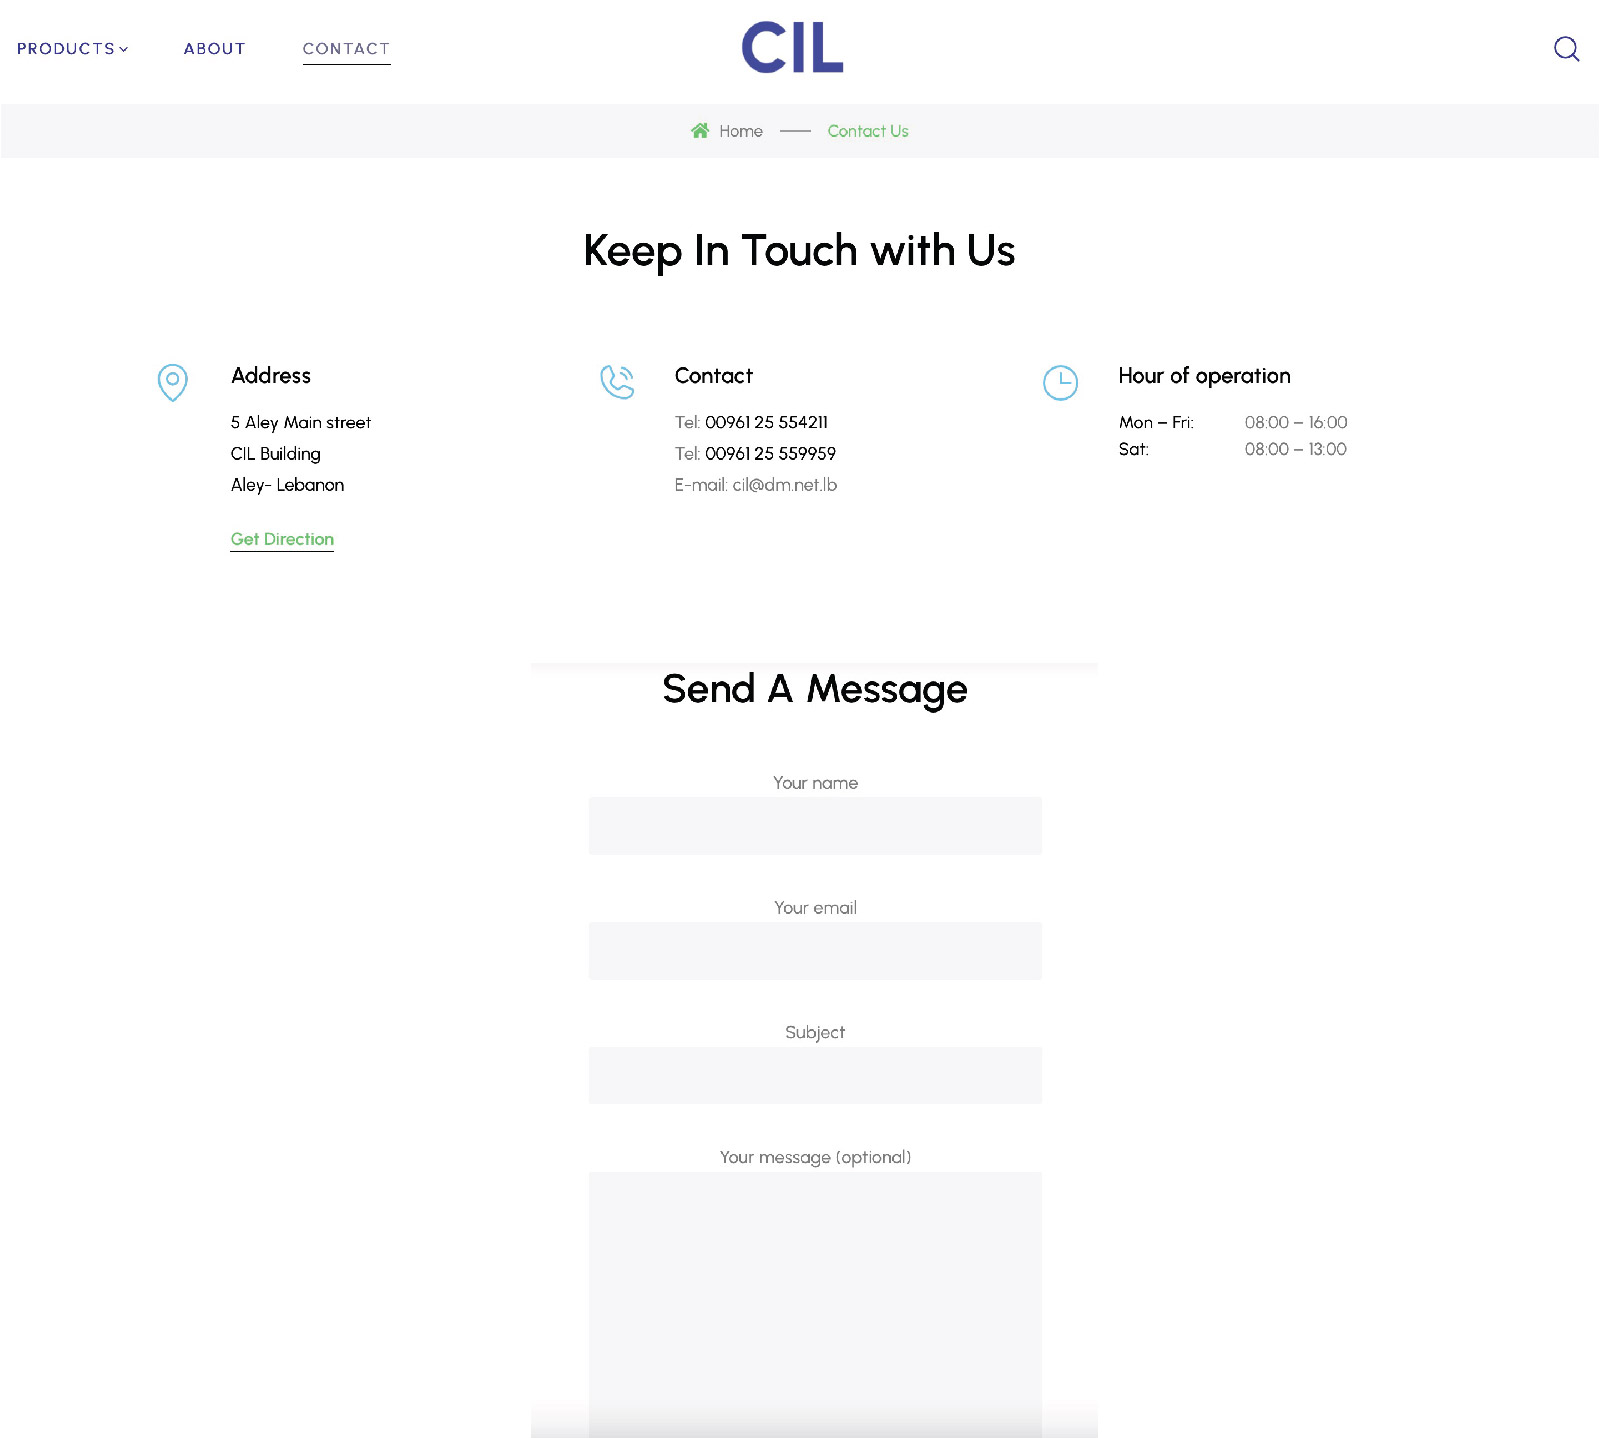 PRODUCTS
ABOUT
CONTACT
CIL
Home
Contact Us
Keep In Touch with Us
Address
5 Aley Main street
CIL Building
Aley- Lebanon
Get Direction
Contact
Tel: 00961 25 554211
Tel: 00961 25 559959
E-mail: cil@dm.net.lb
Hour of operation
Mon – Fri: 08:00 – 16:00
Sat: 08:00 – 13:00
Send A Message
Your name
Your email
Subject
Your message (optional)